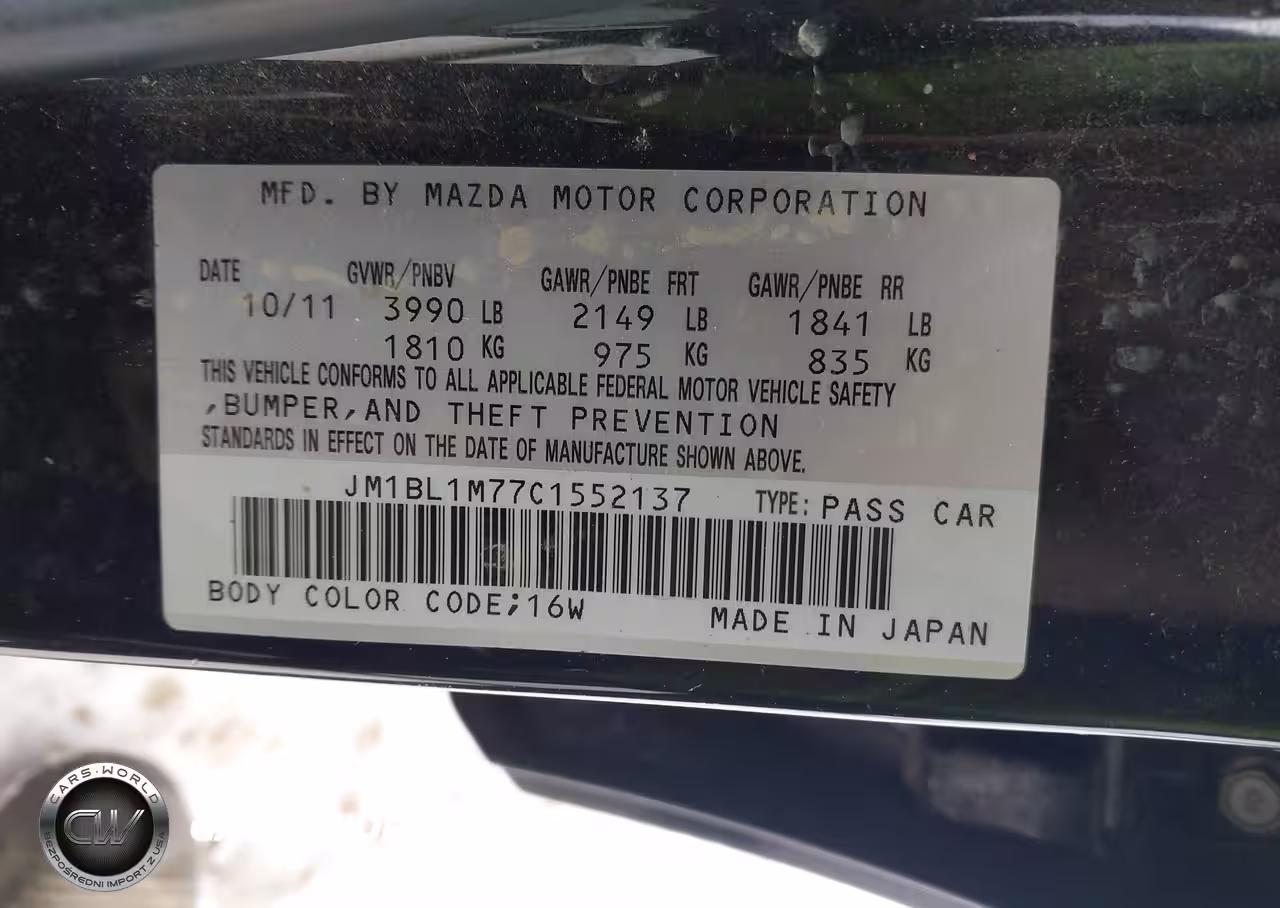 MFD. BY MAZDA MOTOR CORPORATION
DATE GVWR/PNBV GAWR/PNBE FRT GAWR/PNBE RR
10/11 3990 LB 2149 LB 1841 LB
1810 KG 975 KG 835 KG
THIS VEHICLE CONFORMS TO ALL APPLICABLE FEDERAL MOTOR VEHICLE SAFETY
,BUMPER,AND THEFT PREVENTION
STANDARDS IN EFFECT ON THE DATE OF MANUFACTURE SHOWN ABOVE.
JM1BL1M77C1552137 TYPE: PASS CAR
BODY COLOR CODE;16W MADE IN JAPAN
CARS-WORLD
CW
BEZPOŚREDNI IMPORT Z USA